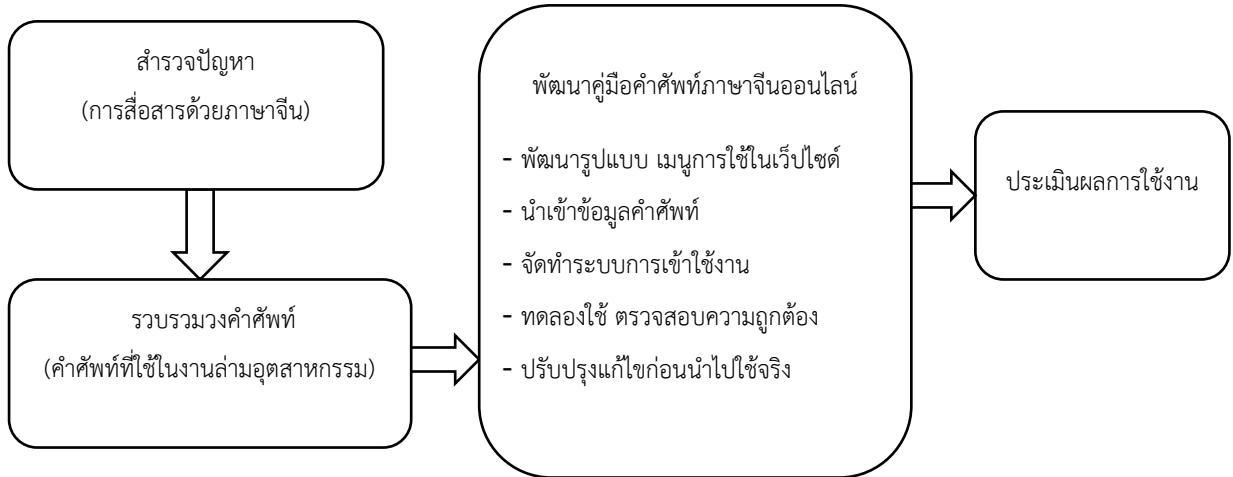 สำรวจปัญหา
(การสื่อสารด้วยภาษาจีน)
รวบรวมวงคำศัพท์
(คำศัพท์ที่ใช้ในงานล่ามอุตสาหกรรม)
พัฒนาคู่มือคำศัพท์ภาษาจีนออนไลน์
- พัฒนารูปแบบ เมนูการใช้ในเว็ปไซด์
- นำเข้าข้อมูลคำศัพท์
- จัดทำระบบการเข้าใช้งาน
- ทดลองใช้ ตรวจสอบความถูกต้อง
- ปรับปรุงแก้ไขก่อนนำไปใช้จริง
ประเมินผลการใช้งาน